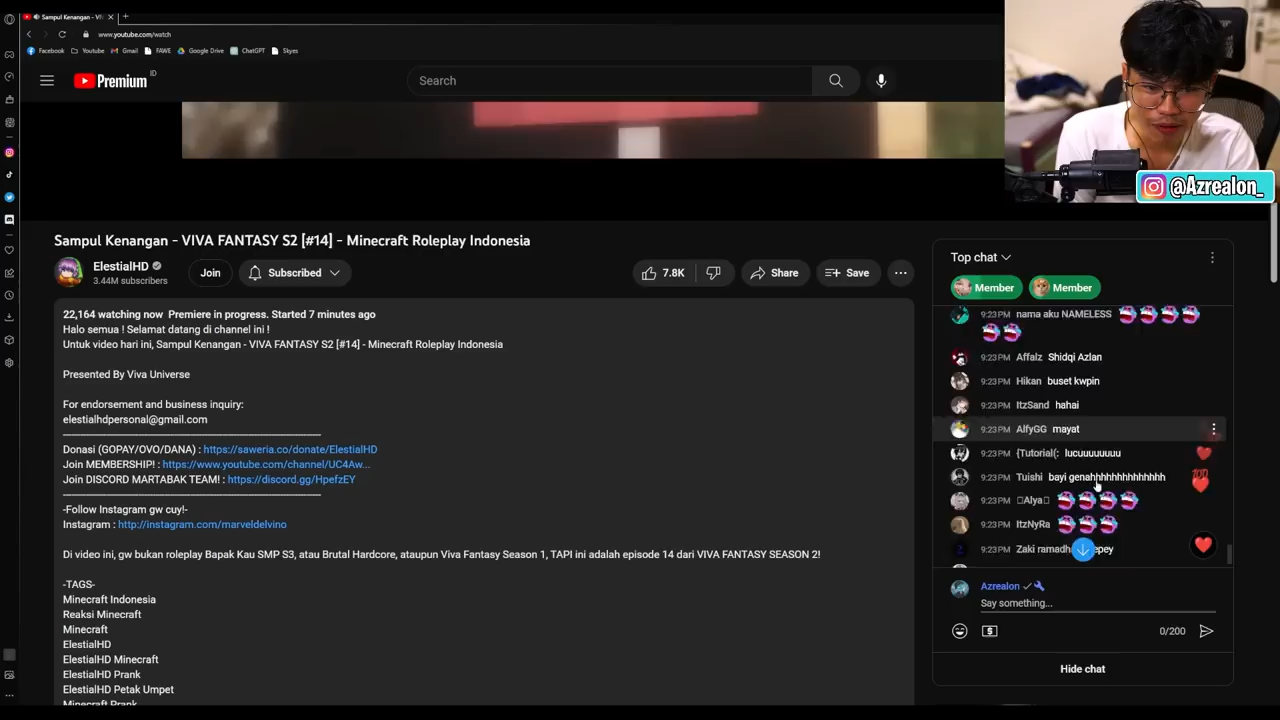 Sampul Kenangan - VIV
www.youtube.com/watch
Facebook Youtube Gmail FAWE Google Drive ChatGPT Skyes
Premium ID
Search
@Azrealon_
Sampul Kenangan - VIVA FANTASY S2 [#14] - Minecraft Roleplay Indonesia
ElestialHD
3.44M subscribers
Join
Subscribed
7.8K
Share
Save
22,164 watching now Premiere in progress. Started 7 minutes ago
Halo semua ! Selamat datang di channel ini !
Untuk video hari ini, Sampul Kenangan - VIVA FANTASY S2 [#14] - Minecraft Roleplay Indonesia
Presented By Viva Universe
For endorsement and business inquiry:
elestialhdpersonal@gmail.com
Donasi (GOPAY/OVO/DANA) : https://saweria.co/donate/ElestialHD
Join MEMBERSHIP! : https://www.youtube.com/channel/UC4Aw...
Join DISCORD MARTABAK TEAM! : https://discord.gg/HpefzEY
-Follow Instagram gw cuy!-
Instagram : http://instagram.com/marveldelvino
Di video ini, gw bukan roleplay Bapak Kau SMP S3, atau Brutal Hardcore, ataupun Viva Fantasy Season 1, TAPI ini adalah episode 14 dari VIVA FANTASY SEASON 2!
-TAGS-
Minecraft Indonesia
Reaksi Minecraft
Minecraft
ElestialHD
ElestialHD Minecraft
ElestialHD Prank
ElestialHD Petak Umpet
Minecraft Prank
Top chat
Member Member
9:23 PM nama aku NAMELESS
9:23 PM Affalz Shidqi Azlan
9:23 PM Hikan buset kwpin
9:23 PM ItzSand hahai
9:23 PM AlfyGG mayat
9:23 PM {Tutorial(: lucuuuuuuuu
9:23 PM Tuishi bayi genahhhhhhhhhhhhhh
9:23 PM Alya
9:23 PM ItzNyRa
9:23 PM Zaki
Azrealon
Say something...
0/200
Hide chat